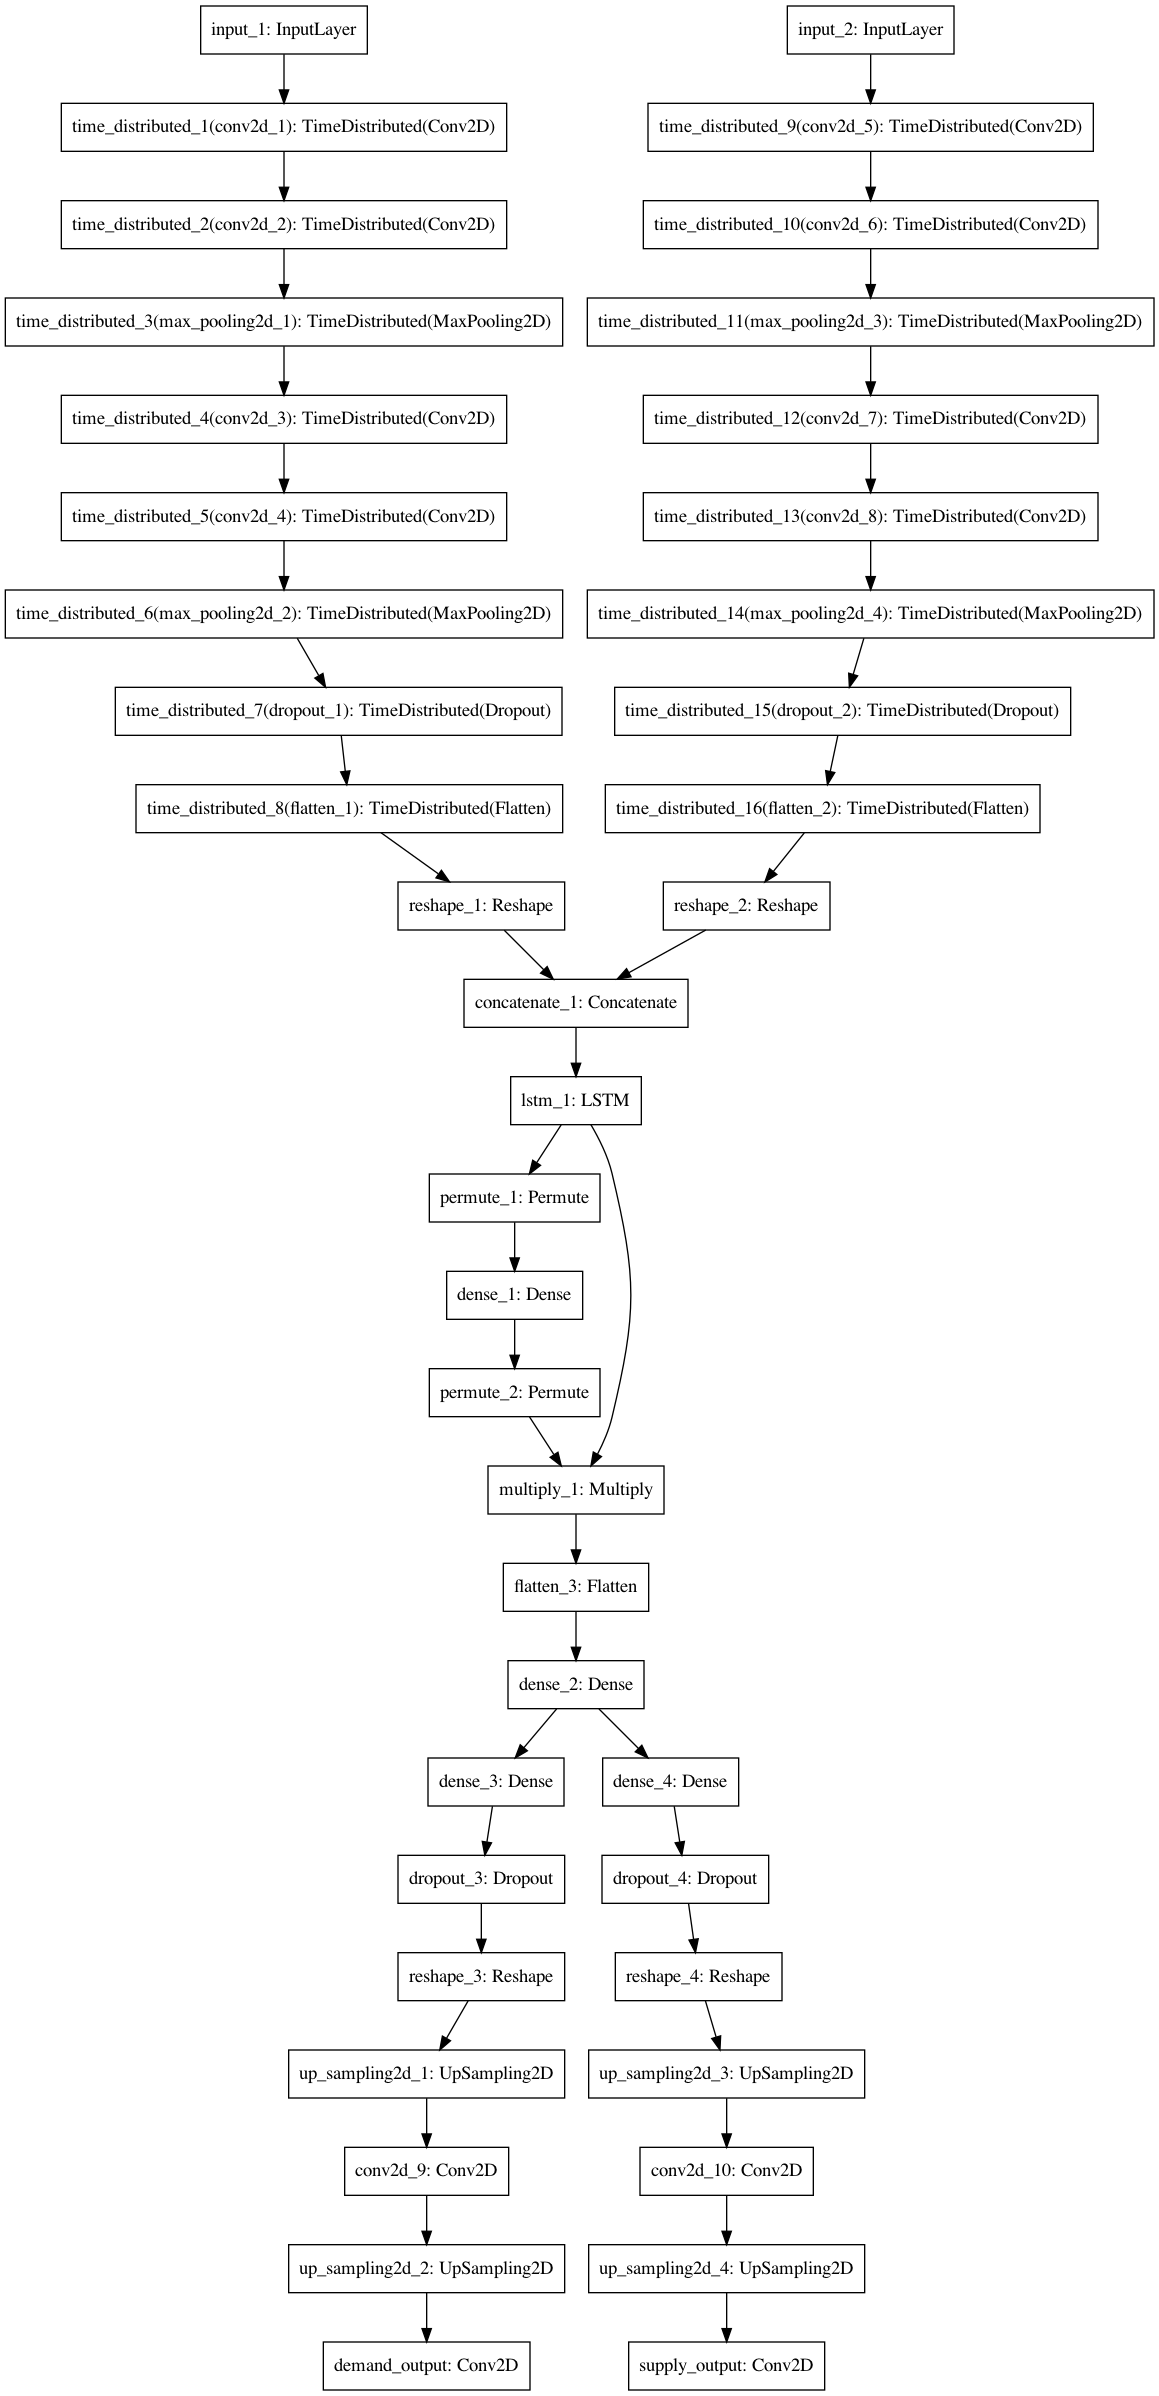 input_1: InputLayer
input_2: InputLayer
time_distributed_1(conv2d_1): TimeDistributed(Conv2D)
time_distributed_9(conv2d_5): TimeDistributed(Conv2D)
time_distributed_2(conv2d_2): TimeDistributed(Conv2D)
time_distributed_10(conv2d_6): TimeDistributed(Conv2D)
time_distributed_3(max_pooling2d_1): TimeDistributed(MaxPooling2D)
time_distributed_11(max_pooling2d_3): TimeDistributed(MaxPooling2D)
time_distributed_4(conv2d_3): TimeDistributed(Conv2D)
time_distributed_12(conv2d_7): TimeDistributed(Conv2D)
time_distributed_5(conv2d_4): TimeDistributed(Conv2D)
time_distributed_13(conv2d_8): TimeDistributed(Conv2D)
time_distributed_6(max_pooling2d_2): TimeDistributed(MaxPooling2D)
time_distributed_14(max_pooling2d_4): TimeDistributed(MaxPooling2D)
time_distributed_7(dropout_1): TimeDistributed(Dropout)
time_distributed_15(dropout_2): TimeDistributed(Dropout)
time_distributed_8(flatten_1): TimeDistributed(Flatten)
time_distributed_16(flatten_2): TimeDistributed(Flatten)
reshape_1: Reshape
reshape_2: Reshape
concatenate_1: Concatenate
lstm_1: LSTM
permute_1: Permute
dense_1: Dense
permute_2: Permute
multiply_1: Multiply
flatten_3: Flatten
dense_2: Dense
dense_3: Dense
dense_4: Dense
dropout_3: Dropout
dropout_4: Dropout
reshape_3: Reshape
reshape_4: Reshape
up_sampling2d_1: UpSampling2D
up_sampling2d_3: UpSampling2D
conv2d_9: Conv2D
conv2d_10: Conv2D
up_sampling2d_2: UpSampling2D
up_sampling2d_4: UpSampling2D
demand_output: Conv2D
supply_output: Conv2D